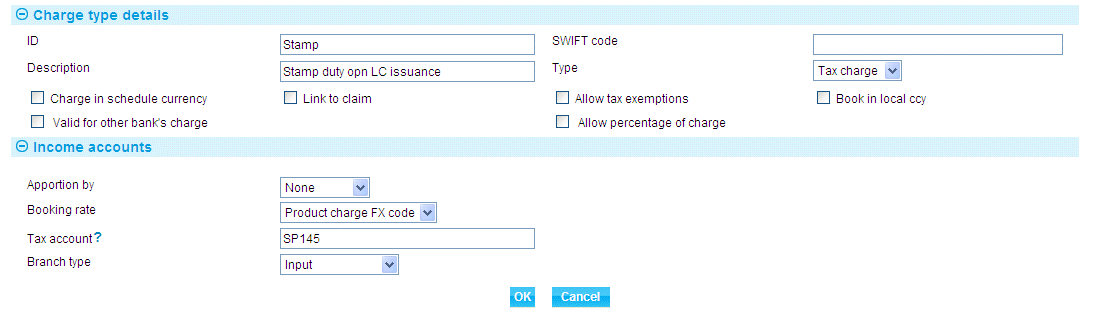 Charge type details
ID Stamp SWIFT code
Description Stamp duty opn LC issuance Type Tax charge
Charge in schedule currency Link to claim Allow tax exemptions Book in local ccy
Valid for other bank's charge Allow percentage of charge
Income accounts
Apportion by None
Booking rate Product charge FX code
Tax account? SP145
Branch type Input
OK Cancel